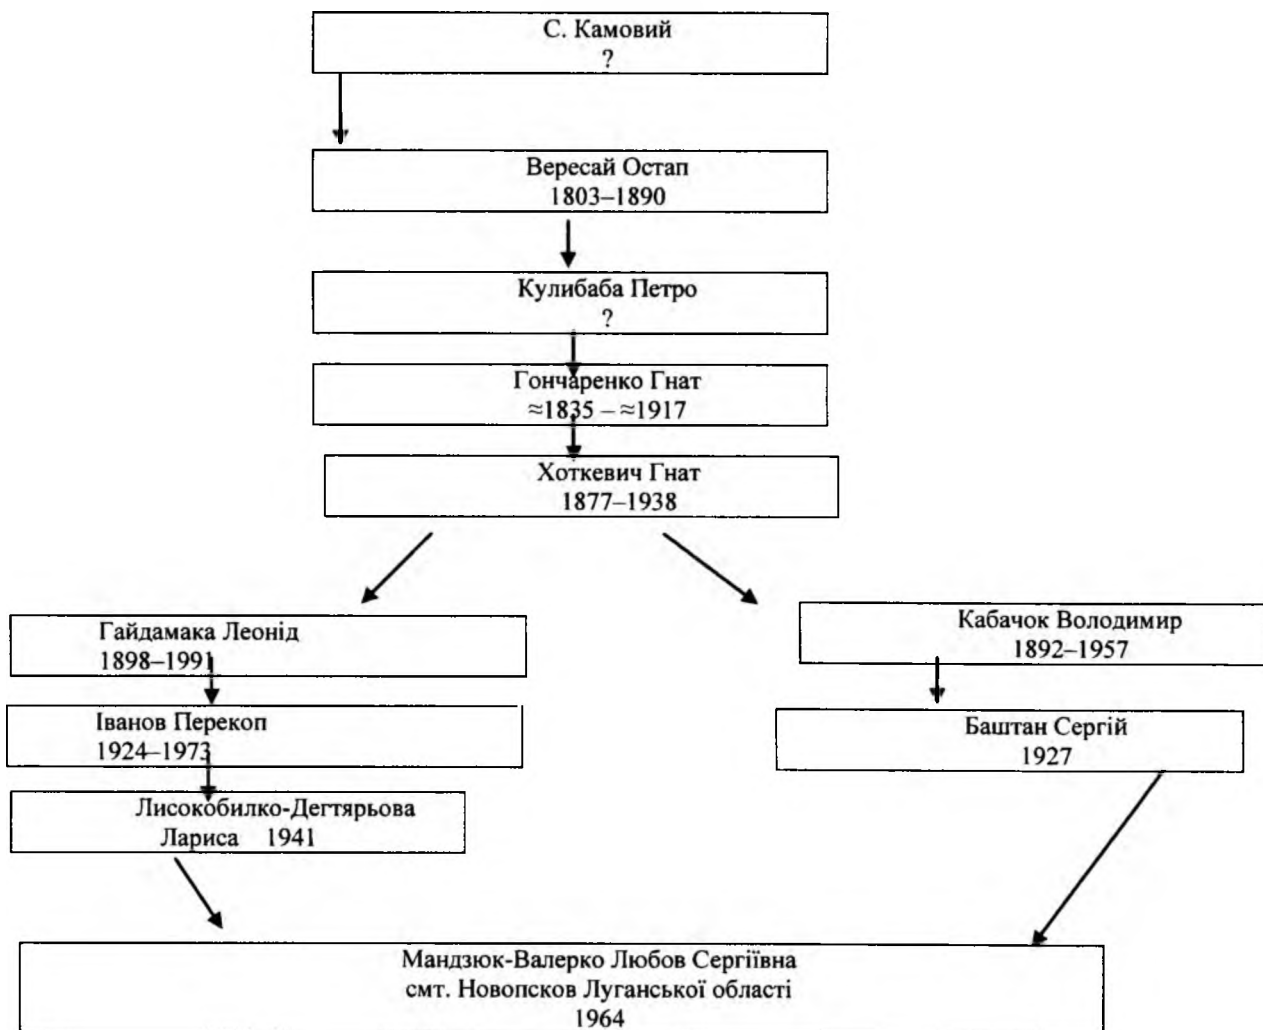 С. Камовий
?
Вересай Остап
1803–1890
Кулибаба Петро
?
Гончаренко Гнат
≈1835 – ≈1917
Хоткевич Гнат
1877–1938
Гайдамака Леонід
1898–1991
Кабачок Володимир
1892–1957
Іванов Перекоп
1924–1973
Баштан Сергій
1927
Лисокобилко-Дегтярьова
Лариса 1941
Мандзюк-Валерко Любов Сергіївна
смт. Новопсков Луганської області
1964